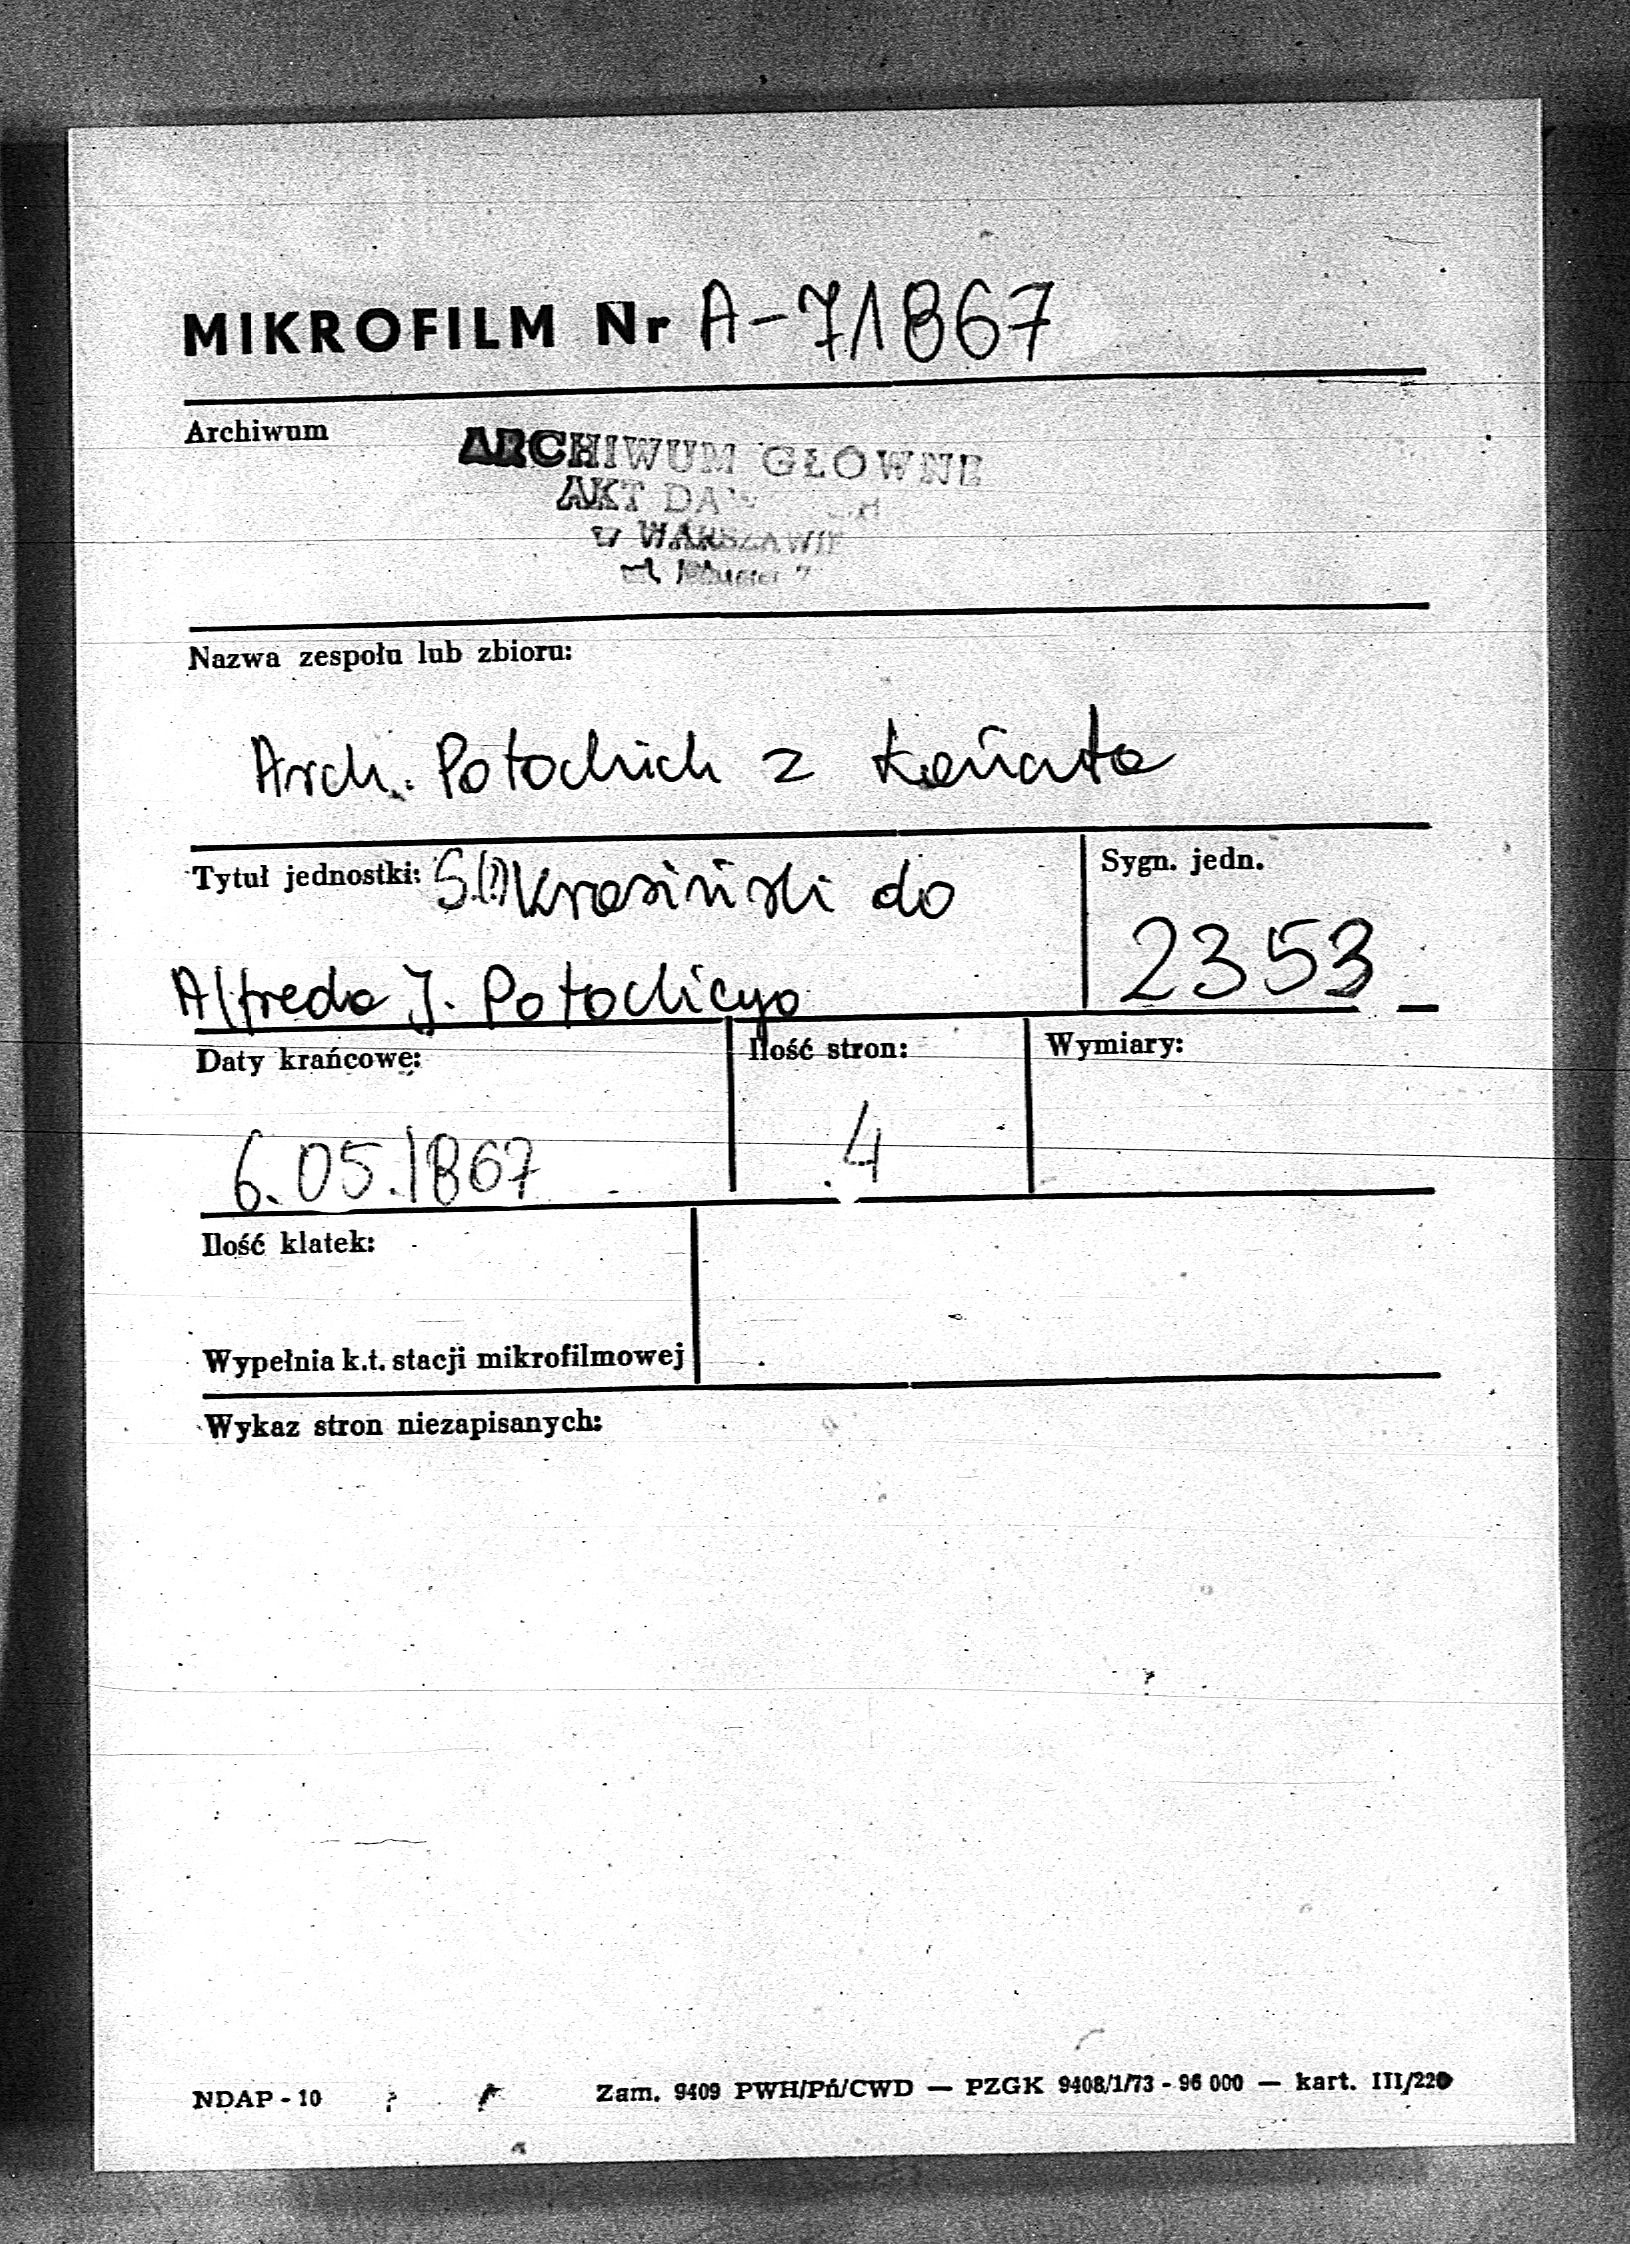 MIKROFILM Nr A-71867
Archiwum
ARCHIWUM GŁÓWNE
AKT
w WARSZAWIE
Nazwa zespołu lub zbioru:
Arch. Potockich z Łańcuta
Tytuł jednostki: S(?) Krasiński do
Sygn. jedn.
2353
Alfreda J. Potockiego
Daty krańcowe:
Ilość stron:
Wymiary:
6.05.1867
4
Ilość klatek:
Wypełnia k.t. stacji mikrofilmowej
Wykaz stron niezapisanych:
NDAP - 10
Zam. 9409 PWH/Pń/CWD — PZGK 9408/1/73 - 96 000 — kart. III/220